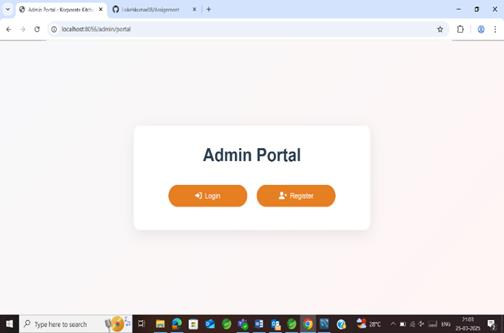 Admin Portal - Korporate Kitch
localhost:8056/admin/portal
Admin Portal
Login
Register
Type here to search
28°C
ENG
21:03
25-03-2025